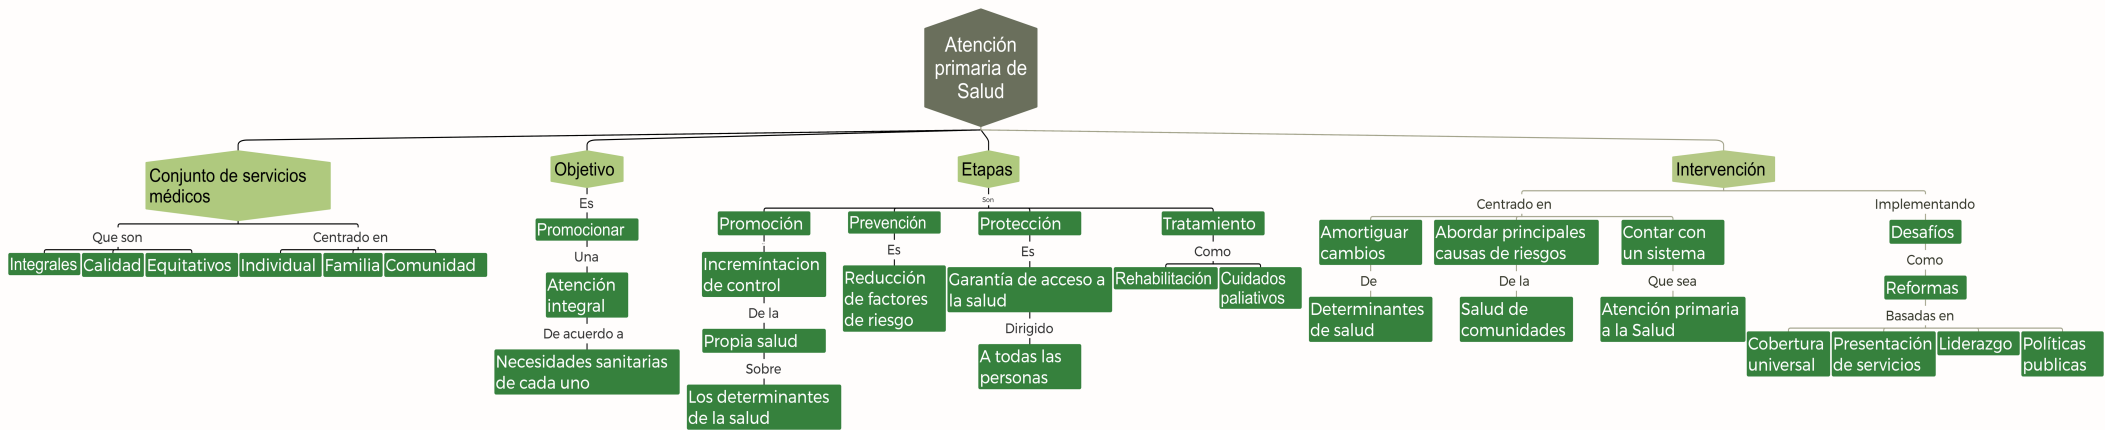 Atención
primaria de
Salud
Conjunto de servicios
médicos
Que son
Integrales
Calidad
Equitativos
Centrado en
Individual
Familia
Comunidad
Objetivo
Es
Promocionar
Una
Atención
integral
De acuerdo a
Necesidades sanitarias
de cada uno
Etapas
Son
Promoción
Incremíntacion
de control
De la
Propia salud
Sobre
Los determinantes
de la salud
Prevención
Es
Reducción
de factores
de riesgo
Protección
Es
Garantía de acceso a
la salud
Dirigido
A todas las
personas
Tratamiento
Como
Rehabilitación
Cuidados
paliativos
Intervención
Centrado en
Amortiguar
cambios
De
Determinantes
de salud
Abordar principales
causas de riesgos
De la
Salud de
comunidades
Contar con
un sistema
Que sea
Atención primaria
a la Salud
Implementando
Desafíos
Como
Reformas
Basadas en
Cobertura
universal
Presentación
de servicios
Liderazgo
Políticas
publicas